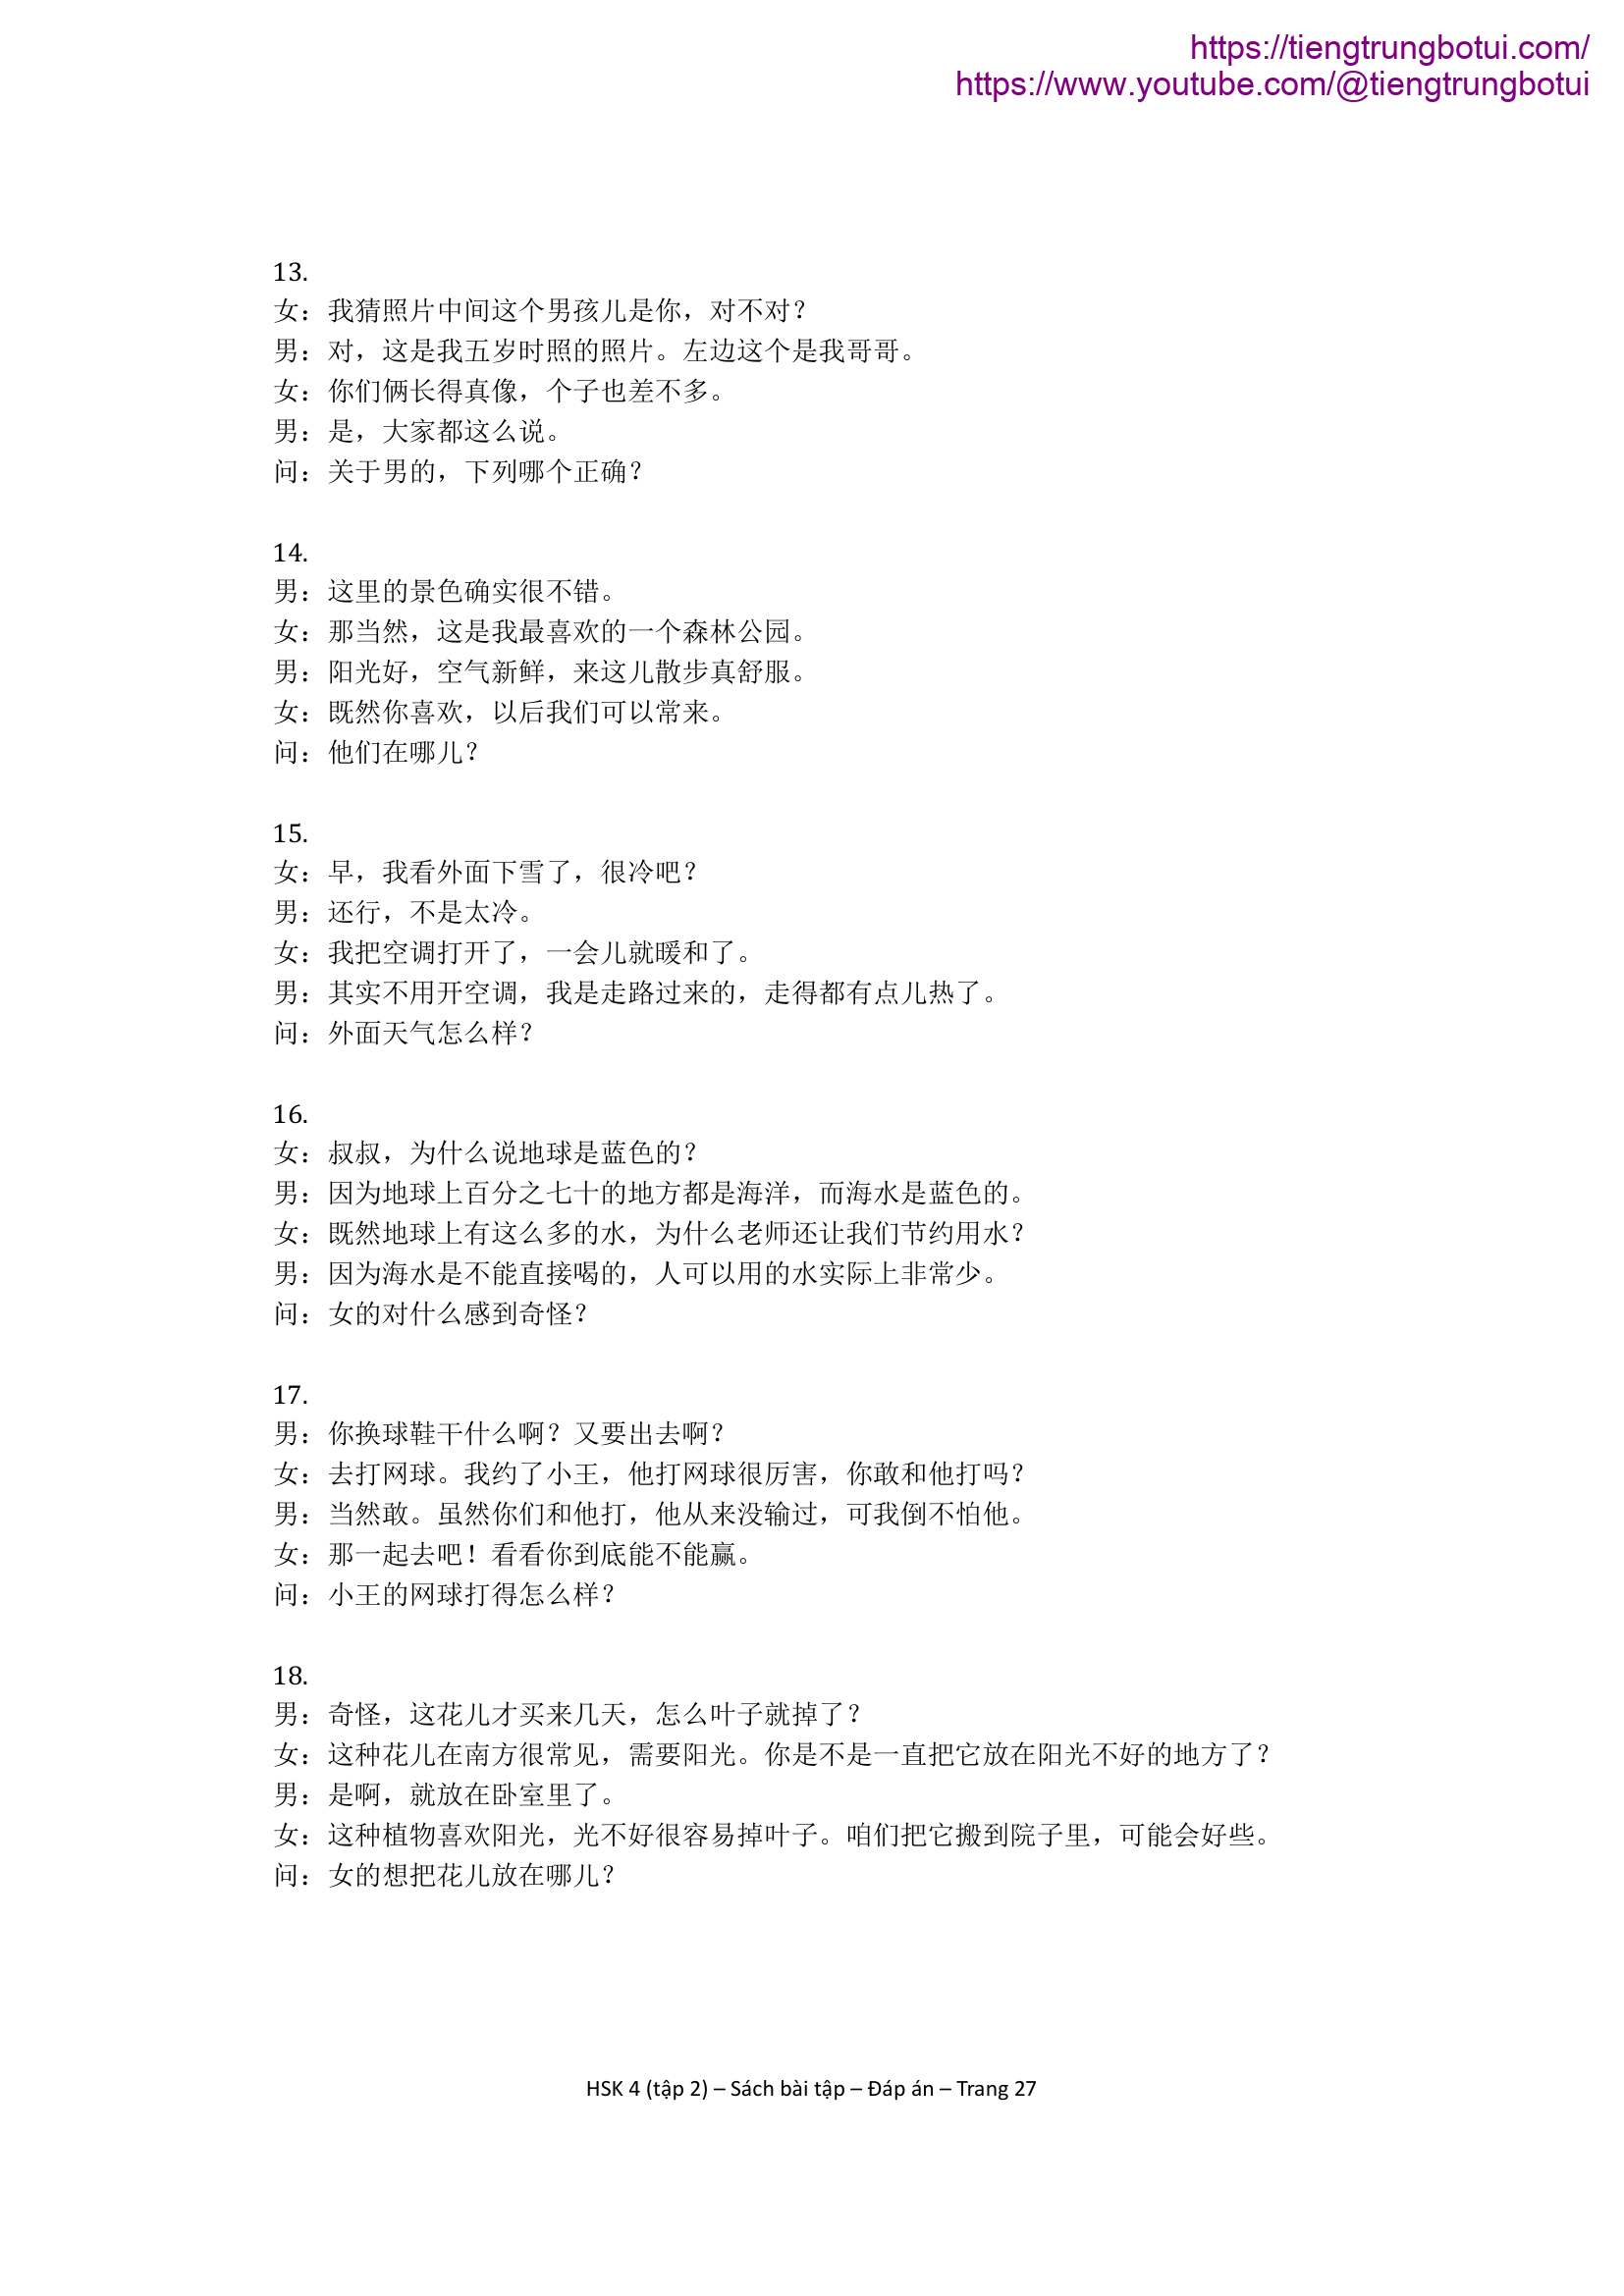 https://tiengtrungbotui.com/
https://www.youtube.com/@tiengtrungbotui
13.
女：我猜照片中间这个男孩儿是你，对不对？
男：对，这是我五岁时照的照片。左边这个是我哥哥。
女：你们俩长得真像，个子也差不多。
男：是，大家都这么说。
问：关于男的，下列哪个正确？
14.
男：这里的景色确实很不错。
女：那当然，这是我最喜欢的一个森林公园。
男：阳光好，空气新鲜，来这儿散步真舒服。
女：既然你喜欢，以后我们可以常来。
问：他们在哪儿？
15.
女：早，我看外面下雪了，很冷吧？
男：还行，不是太冷。
女：我把空调打开了，一会儿就暖和了。
男：其实不用开空调，我是走路过来的，走得都有点儿热了。
问：外面天气怎么样？
16.
女：叔叔，为什么说地球是蓝色的？
男：因为地球上百分之七十的地方都是海洋，而海水是蓝色的。
女：既然地球上有这么多的水，为什么老师还让我们节约用水？
男：因为海水是不能直接喝的，人可以用的水实际上非常少。
问：女的对什么感到奇怪？
17.
男：你换球鞋干什么啊？又要出去啊？
女：去打网球。我约了小王，他打网球很厉害，你敢和他打吗？
男：当然敢。虽然你们和他打，他从来没输过，可我倒不怕他。
女：那一起去吧！看看你到底能不能赢。
问：小王的网球打得怎么样？
18.
男：奇怪，这花儿才买来几天，怎么叶子就掉了？
女：这种花儿在南方很常见，需要阳光。你是不是一直把它放在阳光不好的地方了？
男：是啊，就放在卧室里了。
女：这种植物喜欢阳光，光不好很容易掉叶子。咱们把它搬到院子里，可能会好些。
问：女的想把花儿放在哪儿？
HSK 4 (tập 2) – Sách bài tập – Đáp án – Trang 27